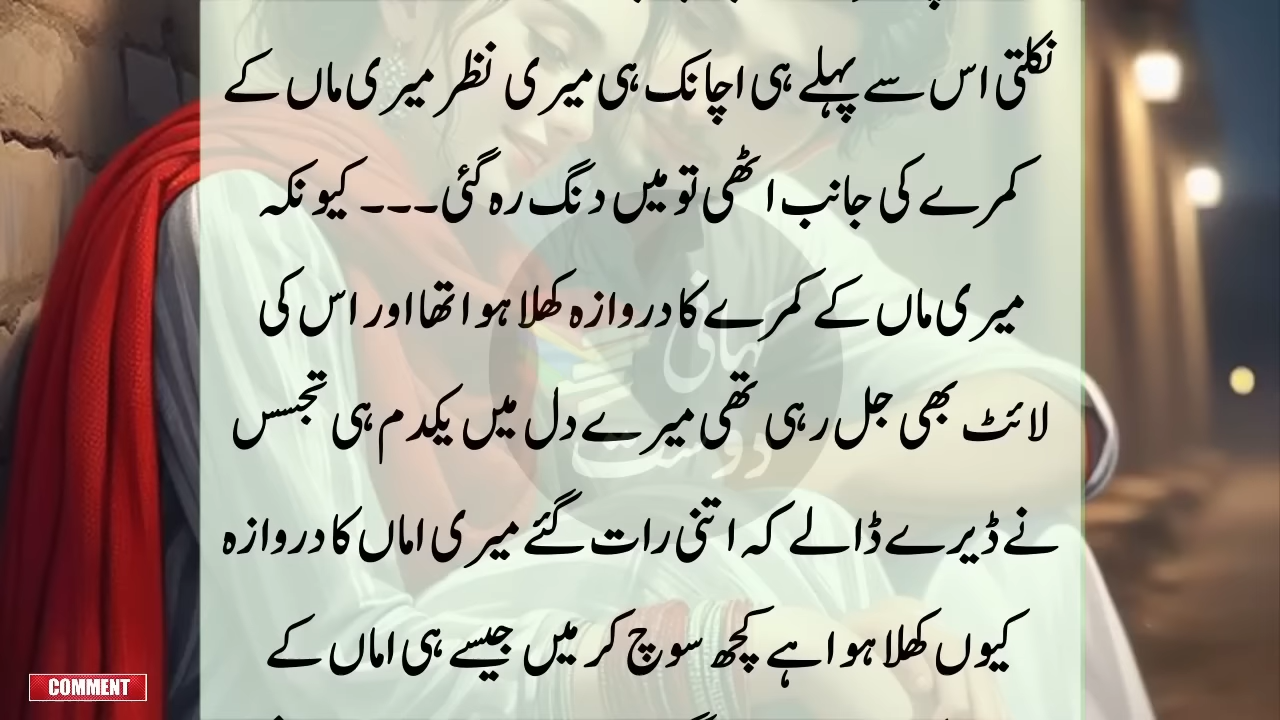 نکلتی اس سے پہلے ہی اچانک ہی میری نظر میری ماں کے
کمرے کی جانب اٹھی تو میں دنگ رہ گئی۔۔۔ کیونکہ
میری ماں کے کمرے کا دروازہ کھلا ہوا تھا اور اس کی
لائٹ بھی جل رہی تھی میرے دل میں یکدم ہی تجسس
نے ڈیرے ڈالے کہ اتنی رات گئے میری اماں کا دروازہ
کیوں کھلا ہوا ہے کچھ سوچ کر میں جیسے ہی اماں کے
کہانی
دوست
COMMENT